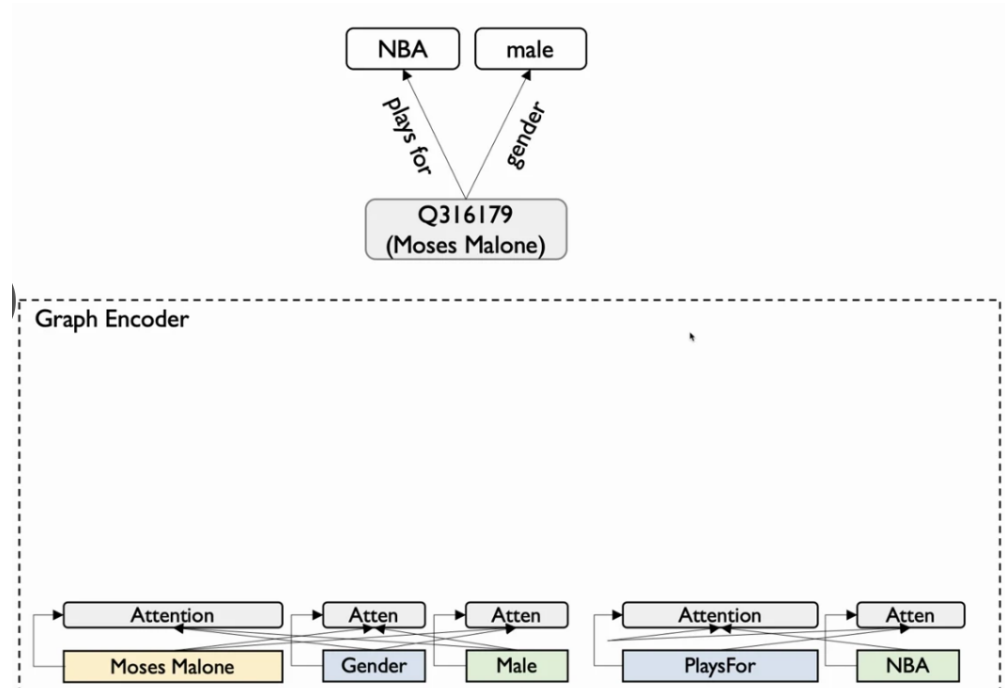 NBA
male
plays for
gender
Q316179
(Moses Malone)
Graph Encoder
Attention
Atten
Atten
Attention
Atten
Moses Malone
Gender
Male
PlaysFor
NBA